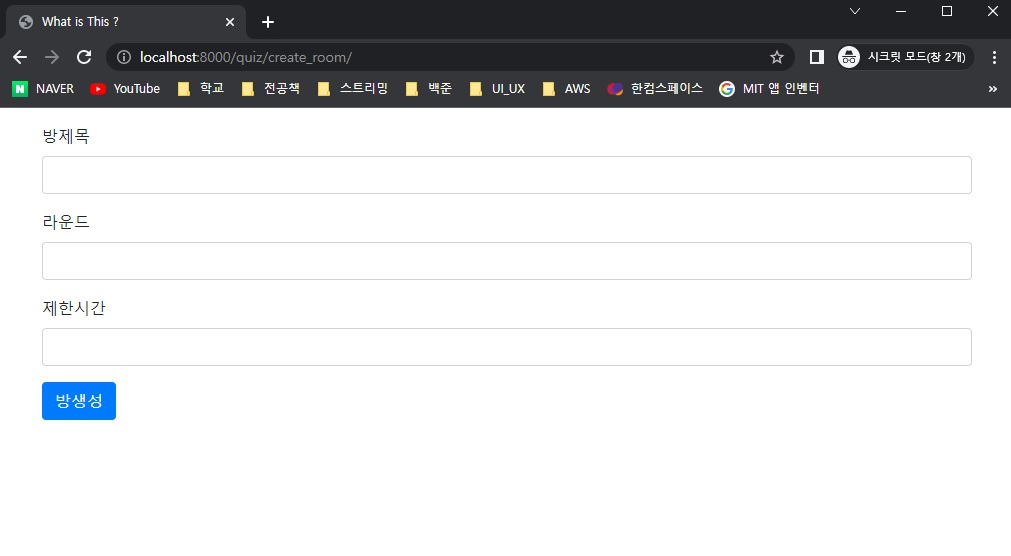 What is This ?
localhost:8000/quiz/create_room/
시크릿 모드(창 2개)
NAVER YouTube 학교 전공책 스트리밍 백준 UI_UX AWS 한컴스페이스 MIT 앱 인벤터 »
방제목
라운드
제한시간
방생성